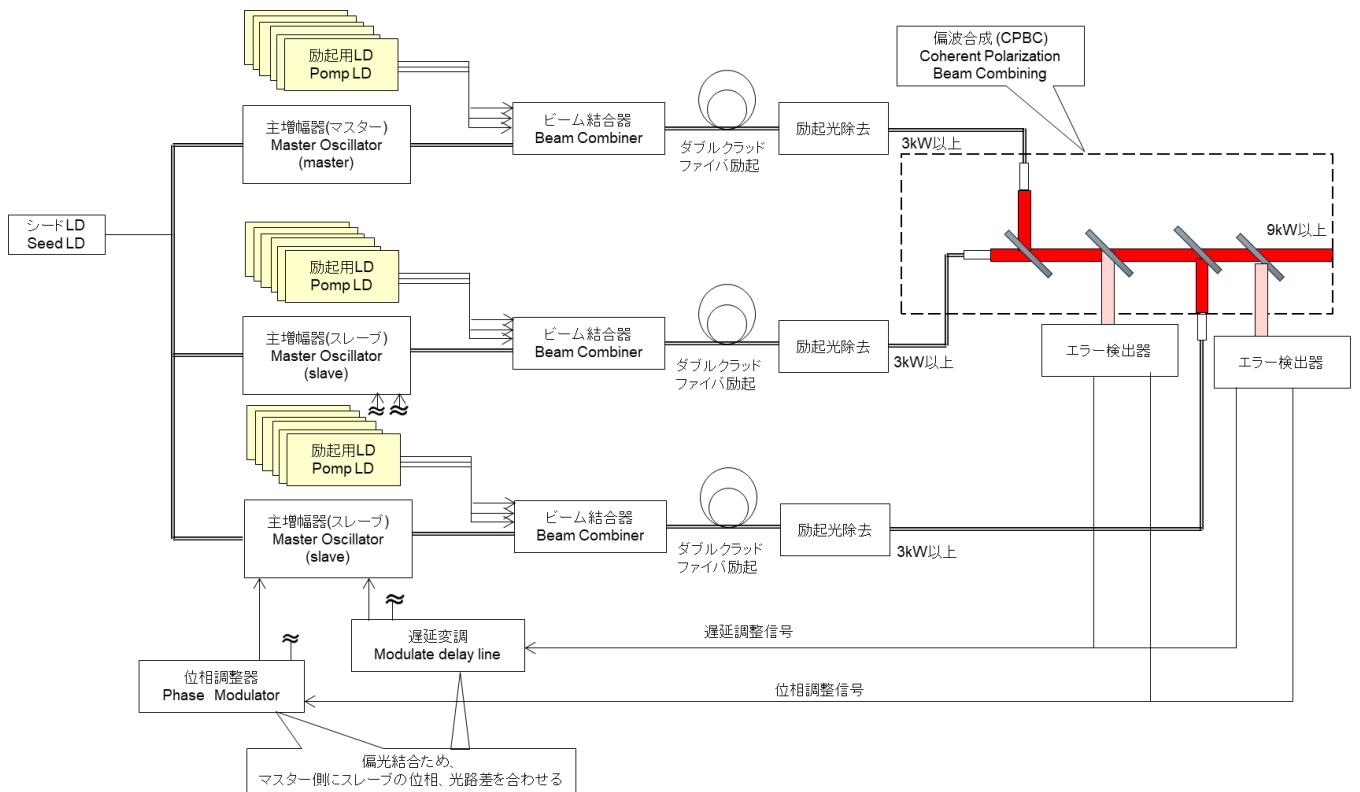 励起用LD
Pomp LD
偏波合成 (CPBC)
Coherent Polarization
Beam Combining
主増幅器(マスター)
Master Oscillator
(master)
ビーム結合器
Beam Combiner
ダブルクラッド
ファイバ励起
励起光除去
3kW以上
シードLD
Seed LD
9kW以上
励起用LD
Pomp LD
主増幅器(スレーブ)
Master Oscillator
(slave)
ビーム結合器
Beam Combiner
ダブルクラッド
ファイバ励起
励起光除去
3kW以上
エラー検出器
エラー検出器
≈ ≈
励起用LD
Pomp LD
主増幅器(スレーブ)
Master Oscillator
(slave)
ビーム結合器
Beam Combiner
ダブルクラッド
ファイバ励起
励起光除去
3kW以上
≈
遅延変調
Modulate delay line
遅延調整信号
≈
位相調整器
Phase Modulator
位相調整信号
偏光結合ため、
マスター側にスレーブの位相、光路差を合わせる